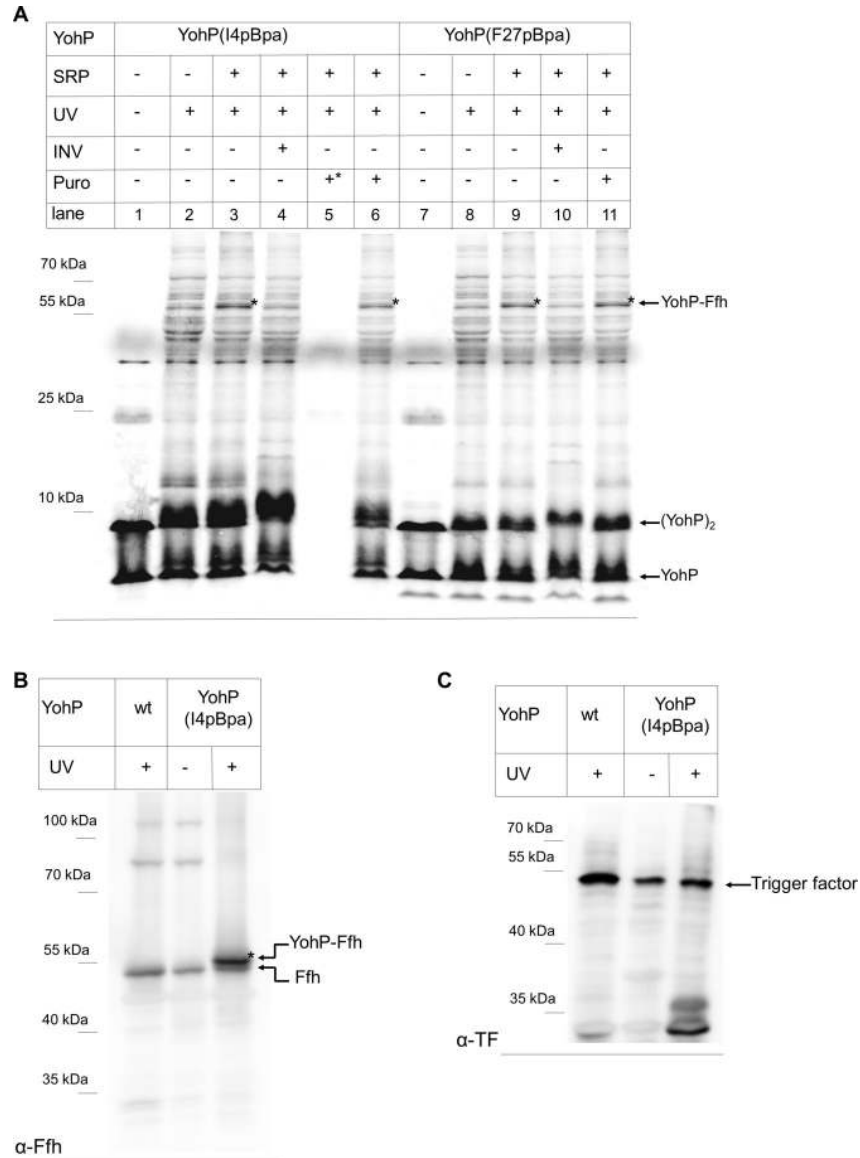 A
YohP YohP(I4pBpa) YohP(F27pBpa)
SRP - - + + + + - - + + +
UV - + + + + + - + + + +
INV - - - + - - - - - + -
Puro - - - - +* + - - - - +
lane 1 2 3 4 5 6 7 8 9 10 11
70 kDa
55 kDa * * * * YohP-Ffh
25 kDa
10 kDa
(YohP)2
YohP
B
YohP wt YohP (I4pBpa)
UV + - +
100 kDa
70 kDa
55 kDa * YohP-Ffh
Ffh
40 kDa
35 kDa
α-Ffh
C
YohP wt YohP (I4pBpa)
UV + - +
70 kDa
55 kDa
Trigger factor
40 kDa
35 kDa
α-TF